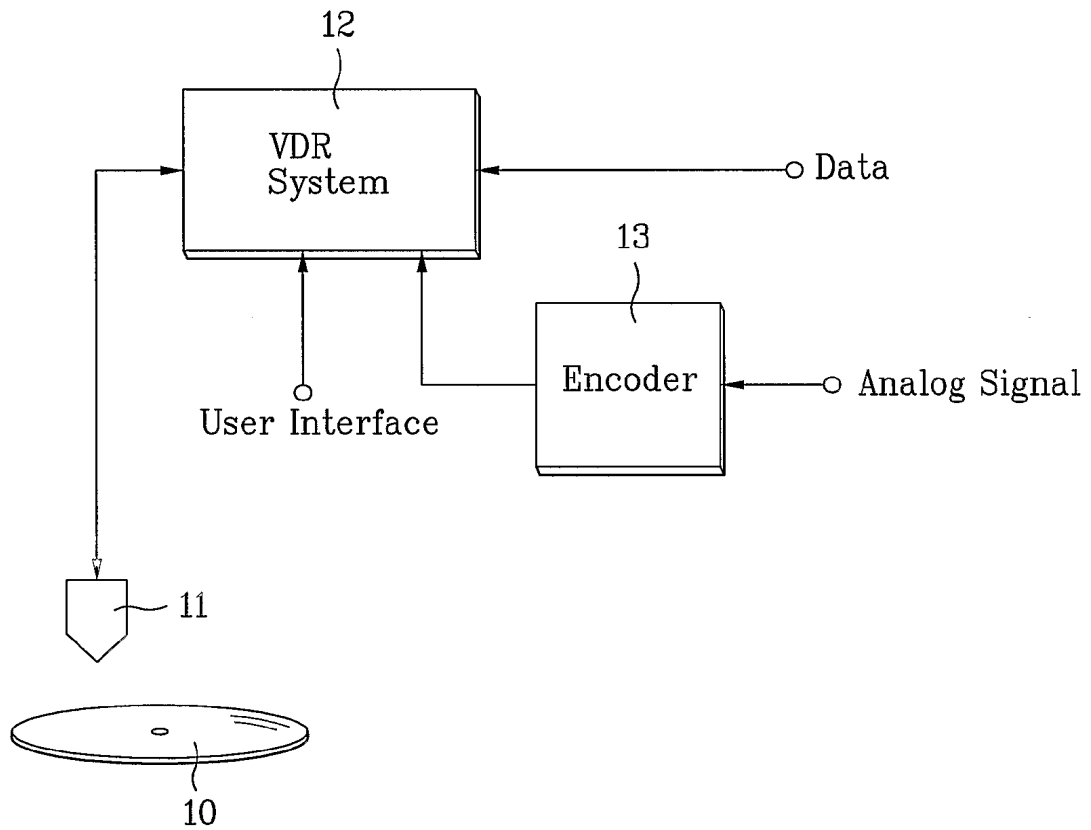 12
VDR
System
Data
13
Encoder
Analog Signal
User Interface
11
10